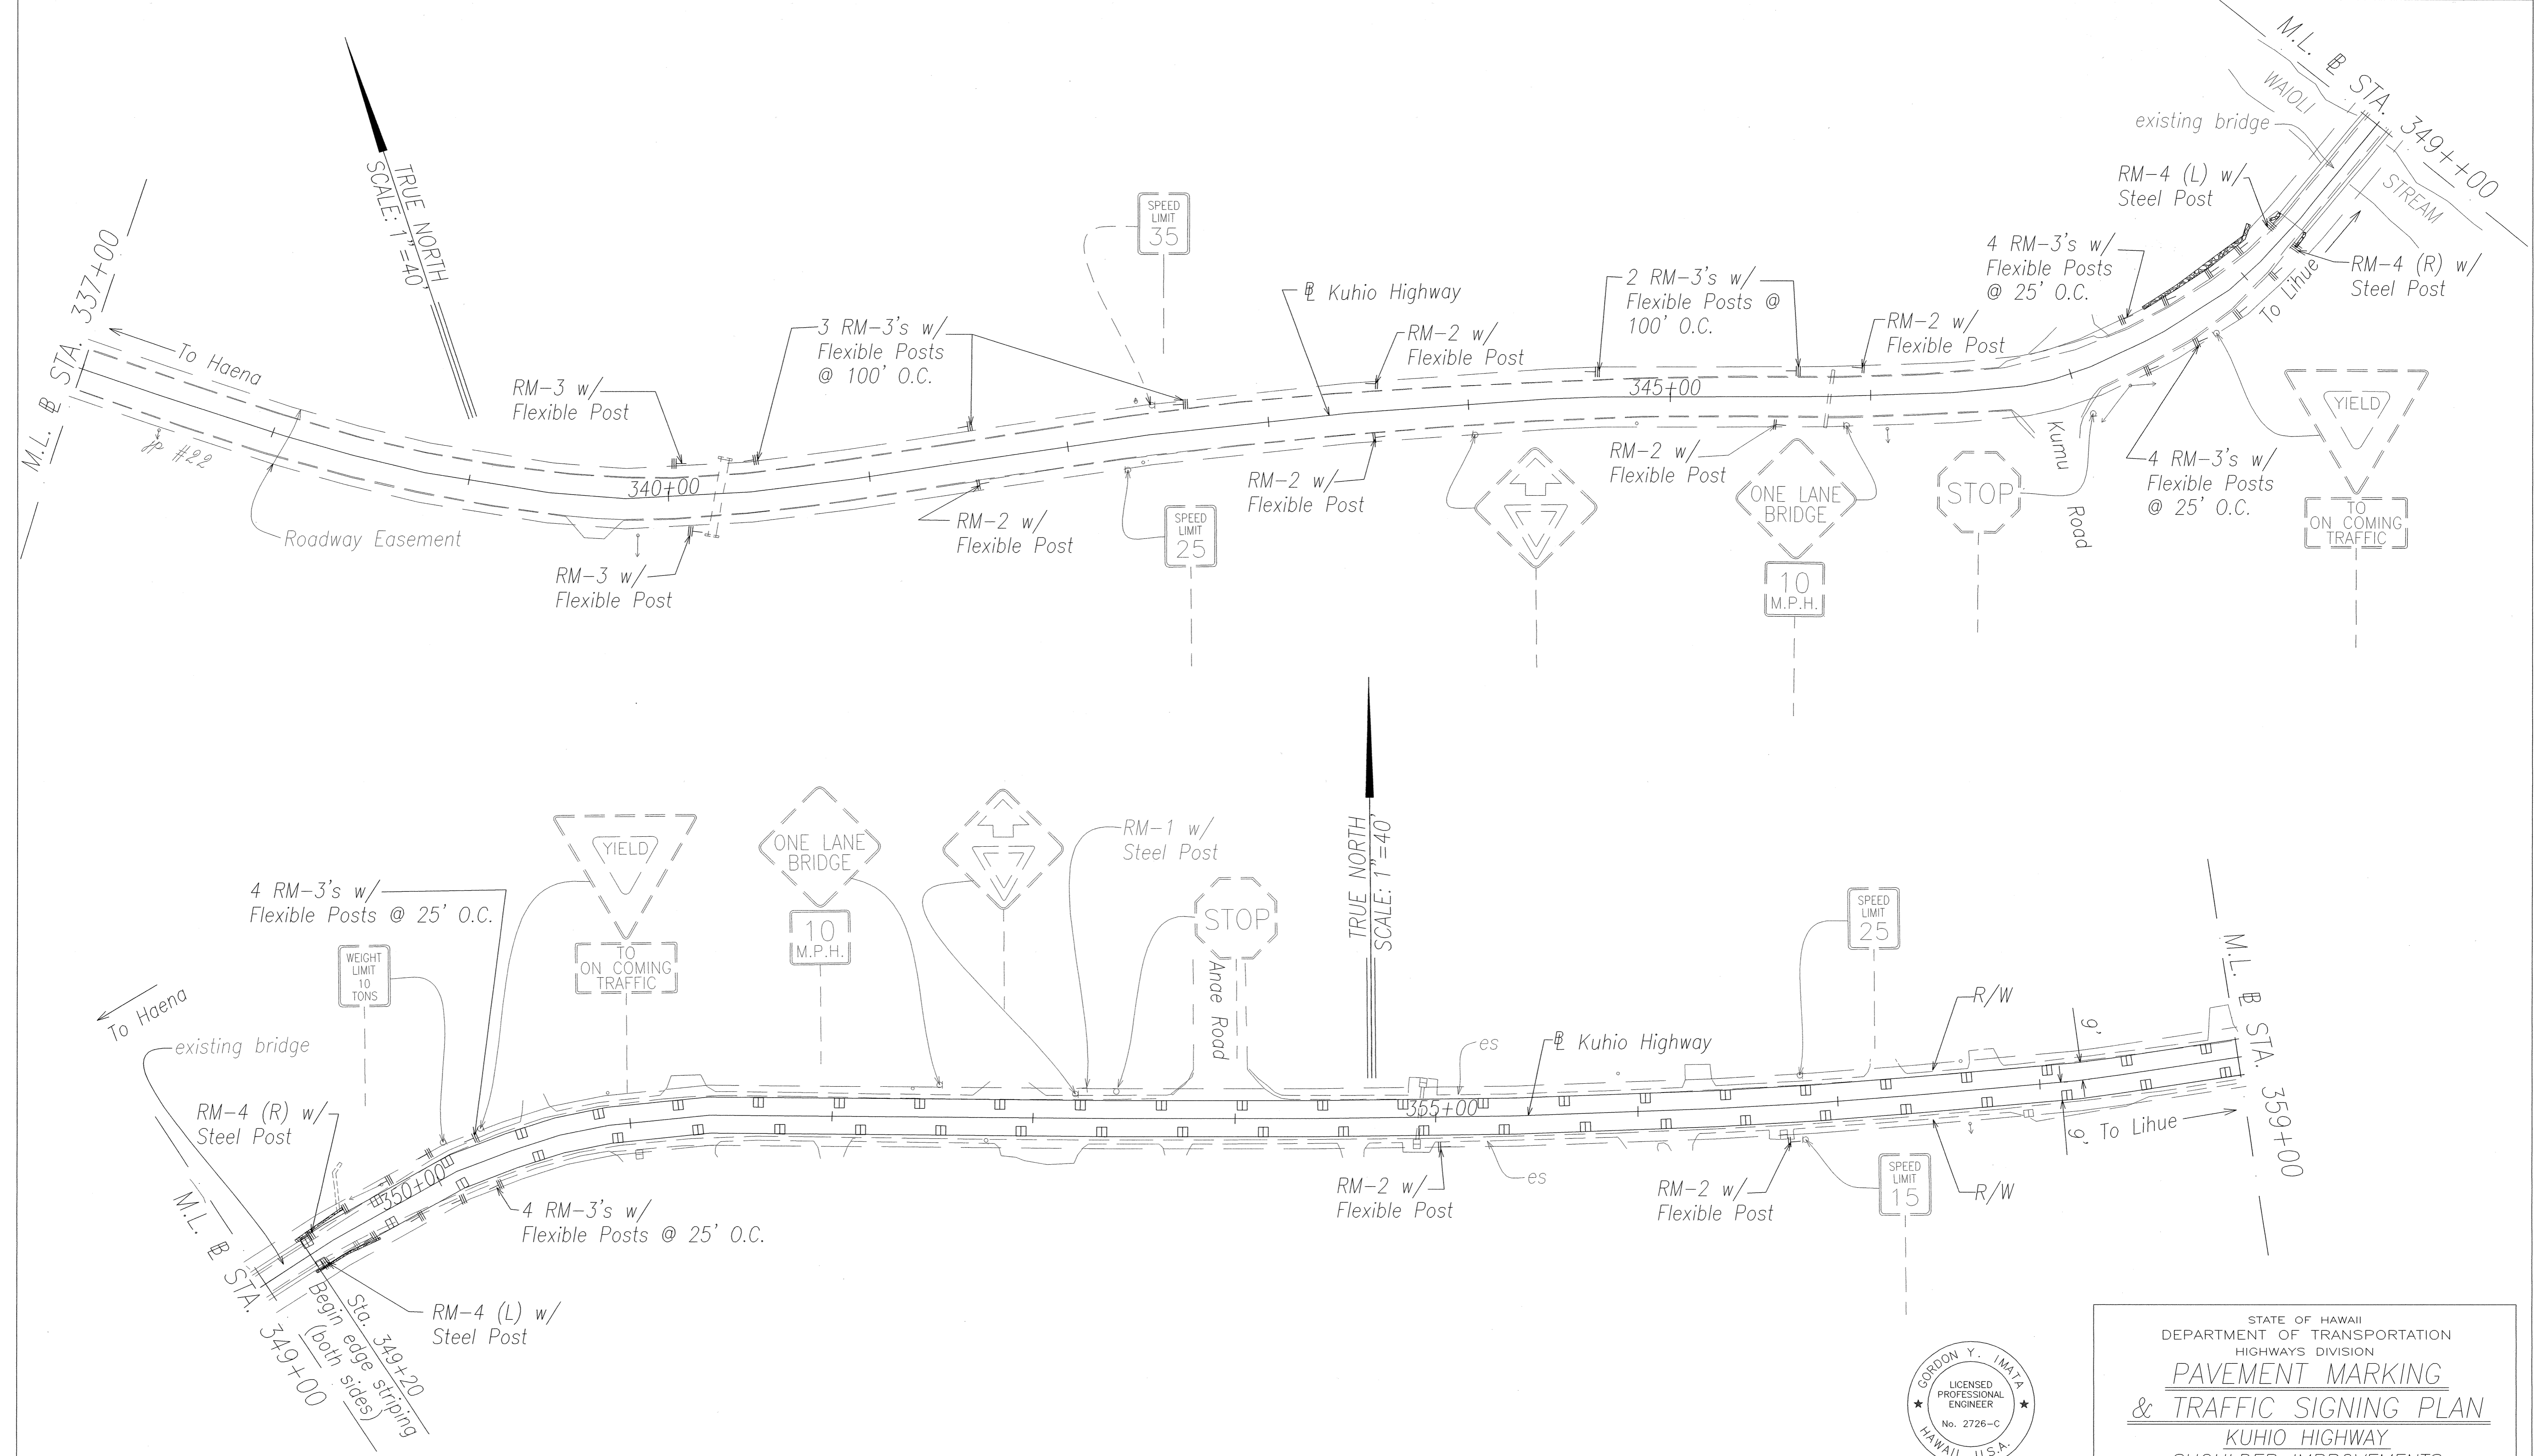 M.L. ⅊ STA. 349++00
WAIOLI
existing bridge
STREAM
RM-4 (L) w/
Steel Post
4 RM-3's w/
Flexible Posts
@ 25' O.C.
RM-4 (R) w/
Steel Post
To Lihue
TRUE NORTH
SCALE: 1"=40'
M.L. ⅊ STA. 337+00
To Haena
jp #22
Roadway Easement
RM-3 w/
Flexible Post
3 RM-3's w/
Flexible Posts
@ 100' O.C.
SPEED
LIMIT
35
⅊ Kuhio Highway
RM-2 w/
Flexible Post
2 RM-3's w/
Flexible Posts @
100' O.C.
RM-2 w/
Flexible Post
340+00
345+00
RM-3 w/
Flexible Post
RM-2 w/
Flexible Post
SPEED
LIMIT
25
RM-2 w/
Flexible Post
RM-2 w/
Flexible Post
ONE LANE
BRIDGE
10
M.P.H.
STOP
Kumu
Road
4 RM-3's w/
Flexible Posts
@ 25' O.C.
YIELD
TO
ON COMING
TRAFFIC
4 RM-3's w/
Flexible Posts @ 25' O.C.
WEIGHT
LIMIT
10
TONS
YIELD
TO
ON COMING
TRAFFIC
ONE LANE
BRIDGE
10
M.P.H.
RM-1 w/
Steel Post
STOP
Anae Road
TRUE NORTH
SCALE: 1"=40'
SPEED
LIMIT
25
R/W
M.L. ⅊ STA. 359+00
To Haena
existing bridge
RM-4 (R) w/
Steel Post
350+00
4 RM-3's w/
Flexible Posts @ 25' O.C.
es
⅊ Kuhio Highway
355+00
9'
9'
To Lihue
RM-2 w/
Flexible Post
es
RM-2 w/
Flexible Post
SPEED
LIMIT
15
R/W
M.L. ⅊ STA. 349+00
Sta. 349+20
Begin edge striping
(both sides)
RM-4 (L) w/
Steel Post
GORDON Y. IMATA
LICENSED
PROFESSIONAL
ENGINEER
No. 2726-C
HAWAII, U.S.A.
STATE OF HAWAII
DEPARTMENT OF TRANSPORTATION
HIGHWAYS DIVISION
PAVEMENT MARKING
& TRAFFIC SIGNING PLAN
KUHIO HIGHWAY
SHOULDER IMPROVEMENTS